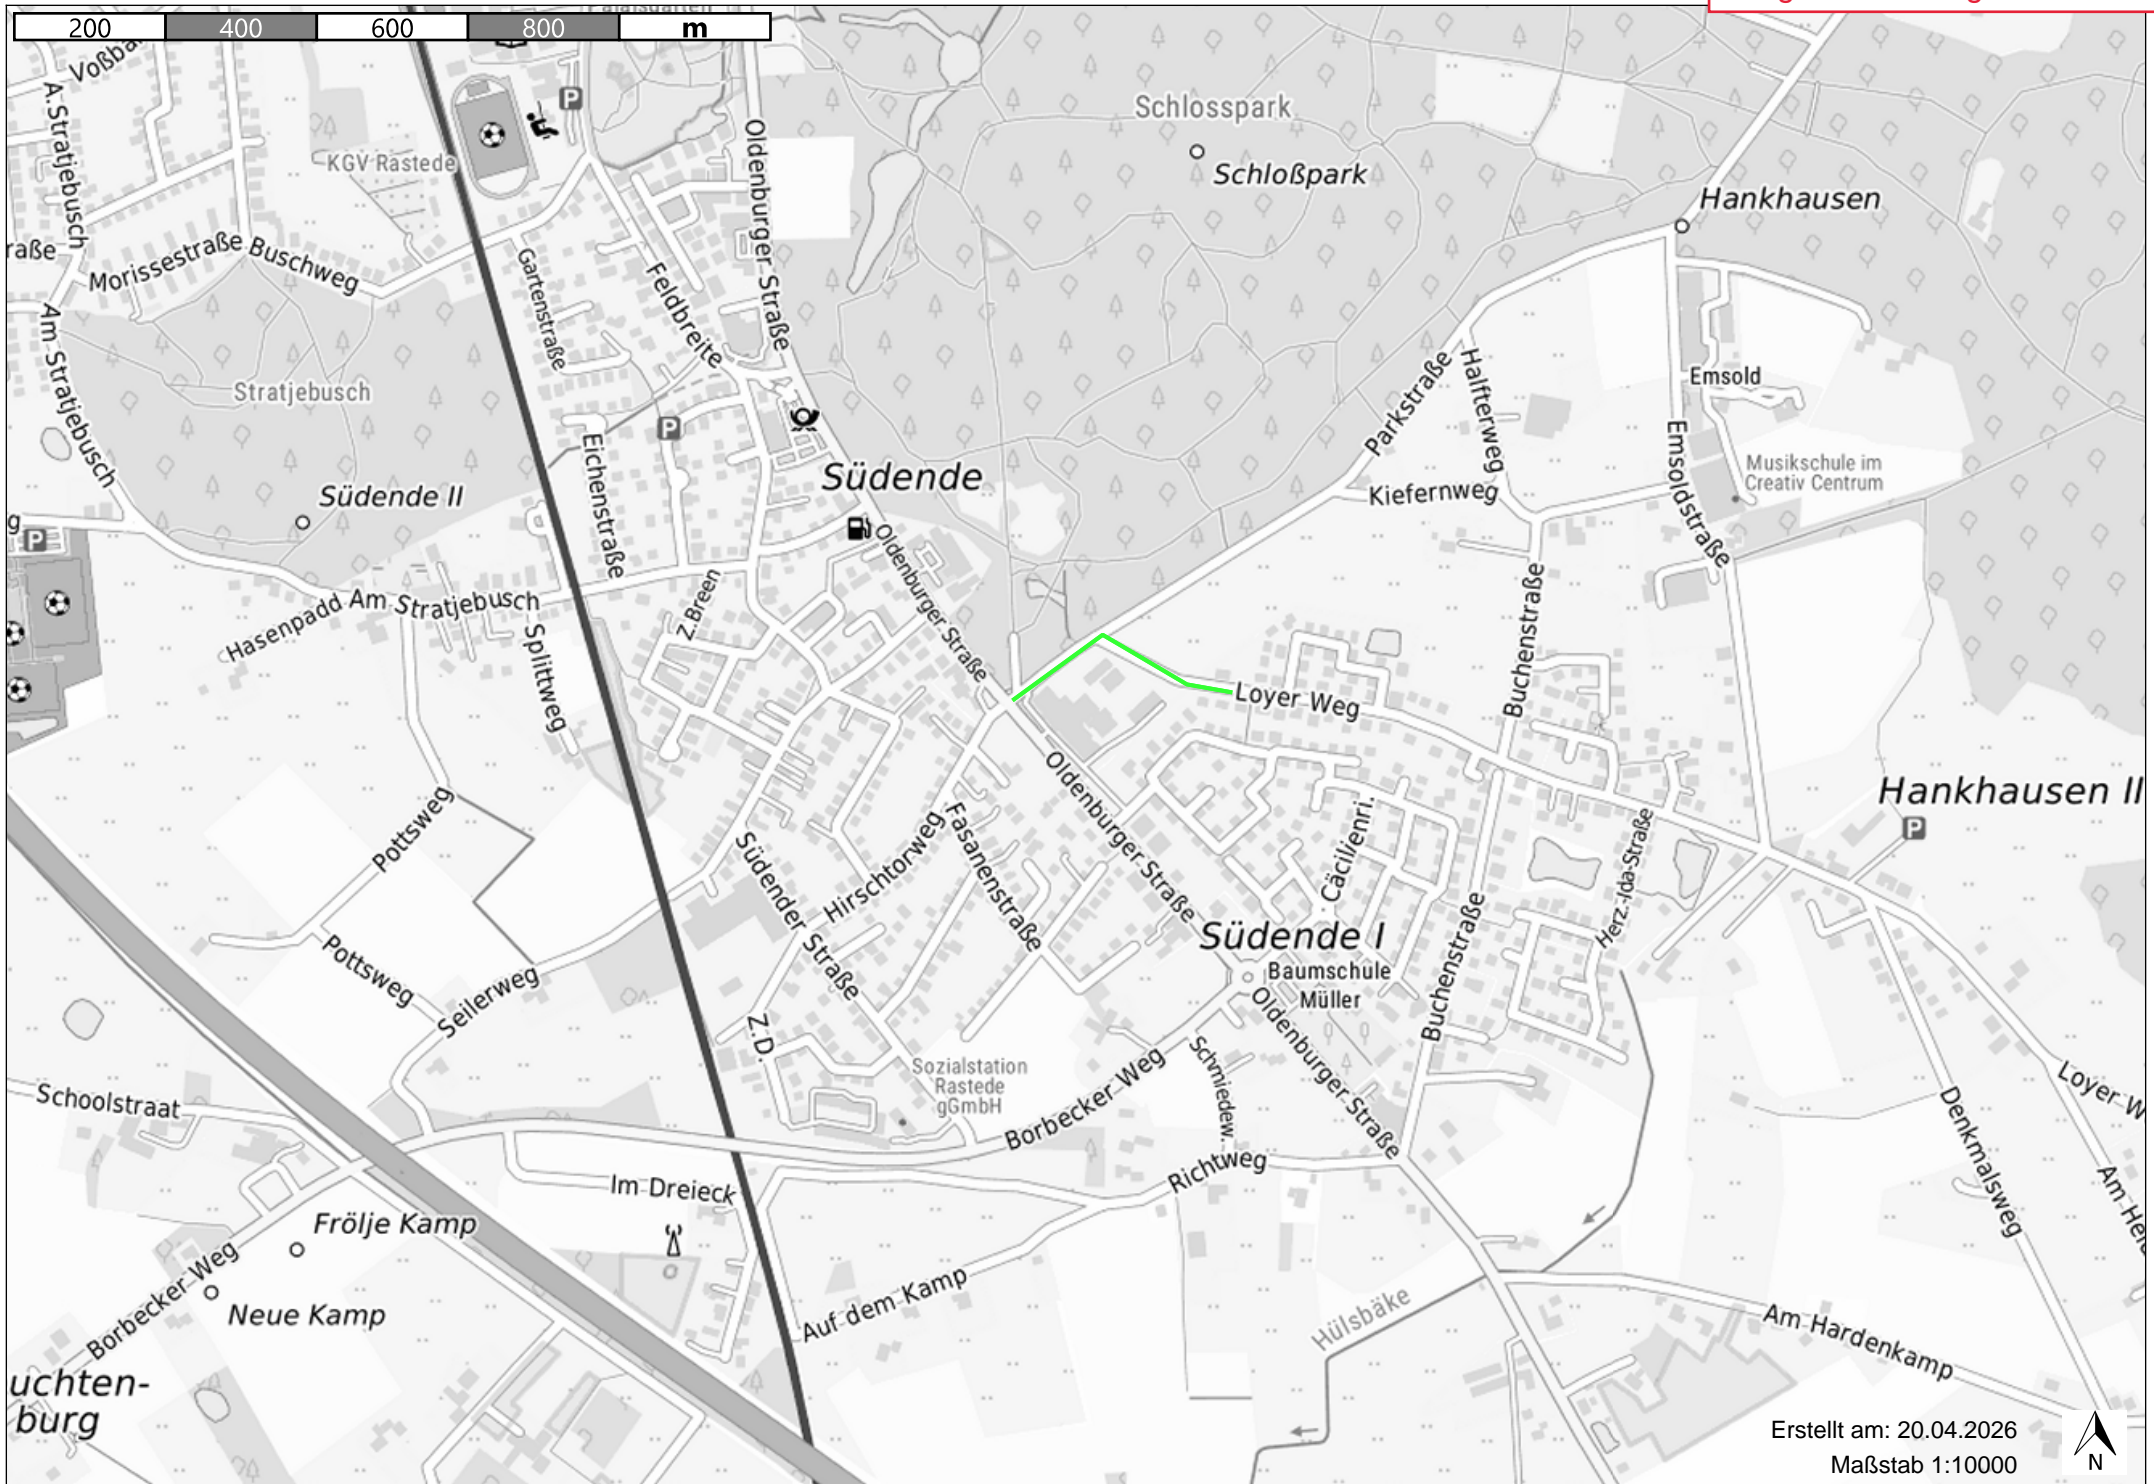 200 400 600 800 m
Voßba
A.Stratjebusch
KGV Rastede
Oldenburger Straße
Schlosspark
Schloßpark
Hankhausen
raße
Morissestraße
Buschweg
Gartenstraße
Feldbreite
Am Stratjebusch
Stratjebusch
Parkstraße
Halfterweg
Emsold
Emsoldstraße
Südende
Südende II
Eichenstraße
Kiefernweg
Musikschule im
Creativ Centrum
g
P
P
P
Oldenburger Straße
Hasenpadd
Am Stratjebusch
Splittweg
Z.Breen
Buchenstraße
Loyer Weg
Hankhausen II
P
Oldenburger Straße
Pottsweg
Südender Straße
Hirschtorweg
Fasanenstraße
Cäcilienri.
Herz.-Ida-Straße
Südende I
Baumschule
Müller
Buchenstraße
Pottsweg
Seilerweg
Z.D.
Oldenburger Straße
Schmiedew.
Sozialstation
Rastede
gGmbH
Schoolstraat
Borbecker Weg
Loyer W
Denkmalsweg
Richtweg
Im Dreieck
Am He
Frölje Kamp
Borbecker Weg
Neue Kamp
Auf dem Kamp
Hülsbäke
Am Hardenkamp
uchten-
burg
Erstellt am: 20.04.2026
Maßstab 1:10000
N